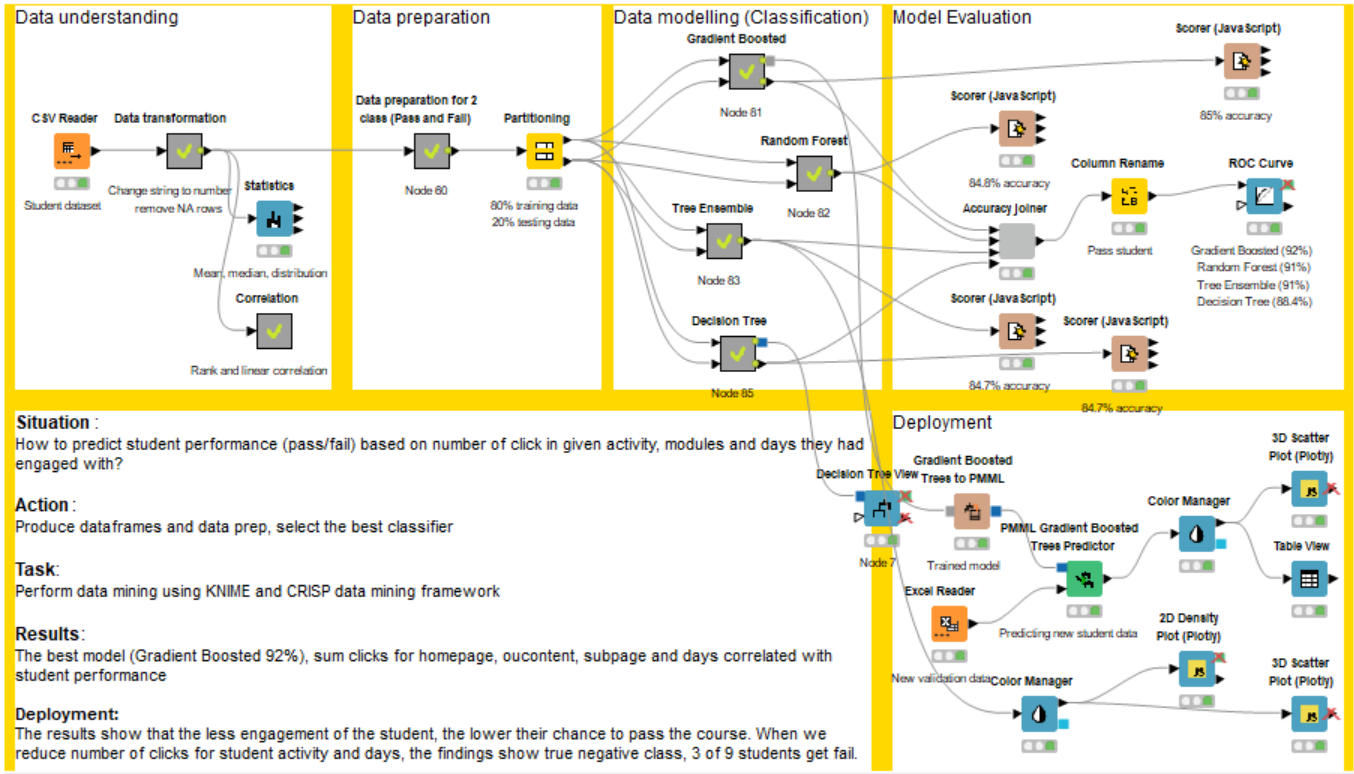 Data understanding
CSV Reader
Student dataset
Data transformation
Change string to number
remove NA rows
Statistics
Mean, median, distribution
Correlation
Rank and linear correlation
Data preparation
Data preparation for 2
class (Pass and Fail)
Node 60
Partitioning
80% training data
20% testing data
Data modelling (Classification)
Gradient Boosted
Node 81
Random Forest
Node 82
Tree Ensemble
Node 83
Decision Tree
Node 85
Model Evaluation
Scorer (JavaScript)
85% accuracy
Scorer (JavaScript)
84.8% accuracy
Accuracy joiner
Column Rename
Pass student
ROC Curve
Gradient Boosted (92%)
Random Forest (91%)
Tree Ensemble (91%)
Decision Tree (88.4%)
Scorer (JavaScript)
84.7% accuracy
Scorer (JavaScript)
84.7% accuracy
Situation :
How to predict student performance (pass/fail) based on number of click in given activity, modules and days they had
engaged with?
Action :
Produce dataframes and data prep, select the best classifier
Task:
Perform data mining using KNIME and CRISP data mining framework
Results:
The best model (Gradient Boosted 92%), sum clicks for homepage, oucontent, subpage and days correlated with
student performance
Deployment:
The results show that the less engagement of the student, the lower their chance to pass the course. When we
reduce number of clicks for student activity and days, the findings show true negative class, 3 of 9 students get fail.
Deployment
Decision Tree View
Node 7
Gradient Boosted
Trees to PMML
Trained model
PMML Gradient Boosted
Trees Predictor
Predicting new student data
Excel Reader
New validation data
Color Manager
3D Scatter
Plot (Plotly)
JS
Table View
Color Manager
2D Density
Plot (Plotly)
JS
3D Scatter
Plot (Plotly)
JS